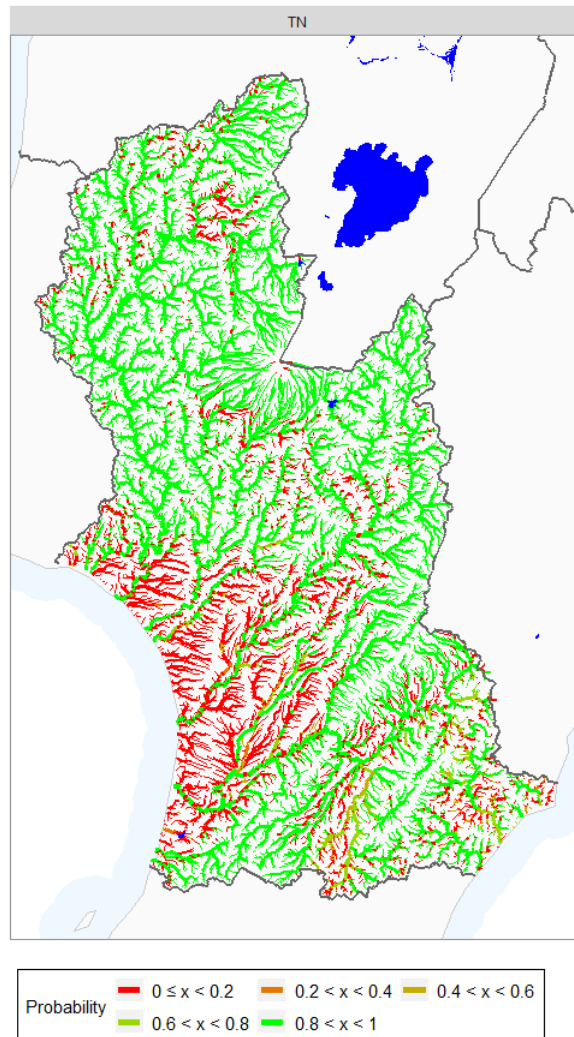 TN
Probability
0 ≤ x < 0.2
0.2 < x < 0.4
0.4 < x < 0.6
0.6 < x < 0.8
0.8 < x < 1